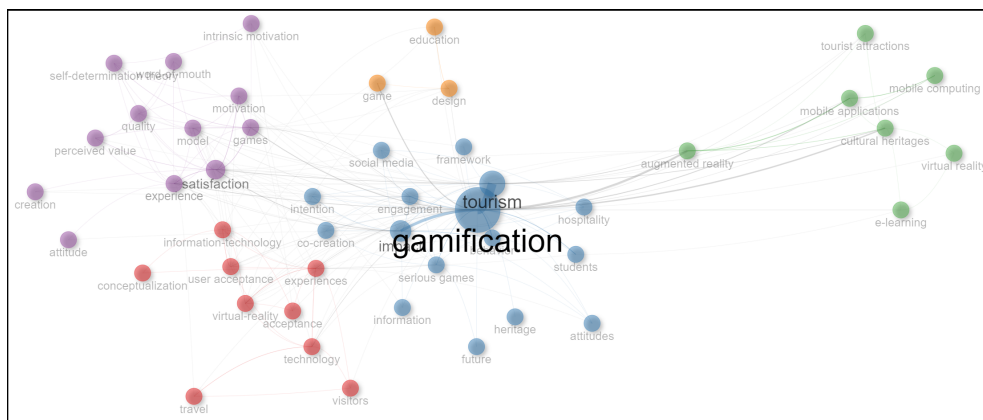 intrinsic motivation
education
tourist attractions
self-determination theory
word-of-mouth
mobile computing
motivation
game
design
mobile applications
quality
model
games
perceived value
cultural heritages
social media
framework
augmented reality
virtual reality
satisfaction
experience
creation
intention
engagement
tourism
hospitality
e-learning
attitude
information-technology
co-creation
impact
gamification
behavior
students
conceptualization
user acceptance
experiences
serious games
virtual-reality
acceptance
information
heritage
attitudes
technology
future
travel
visitors